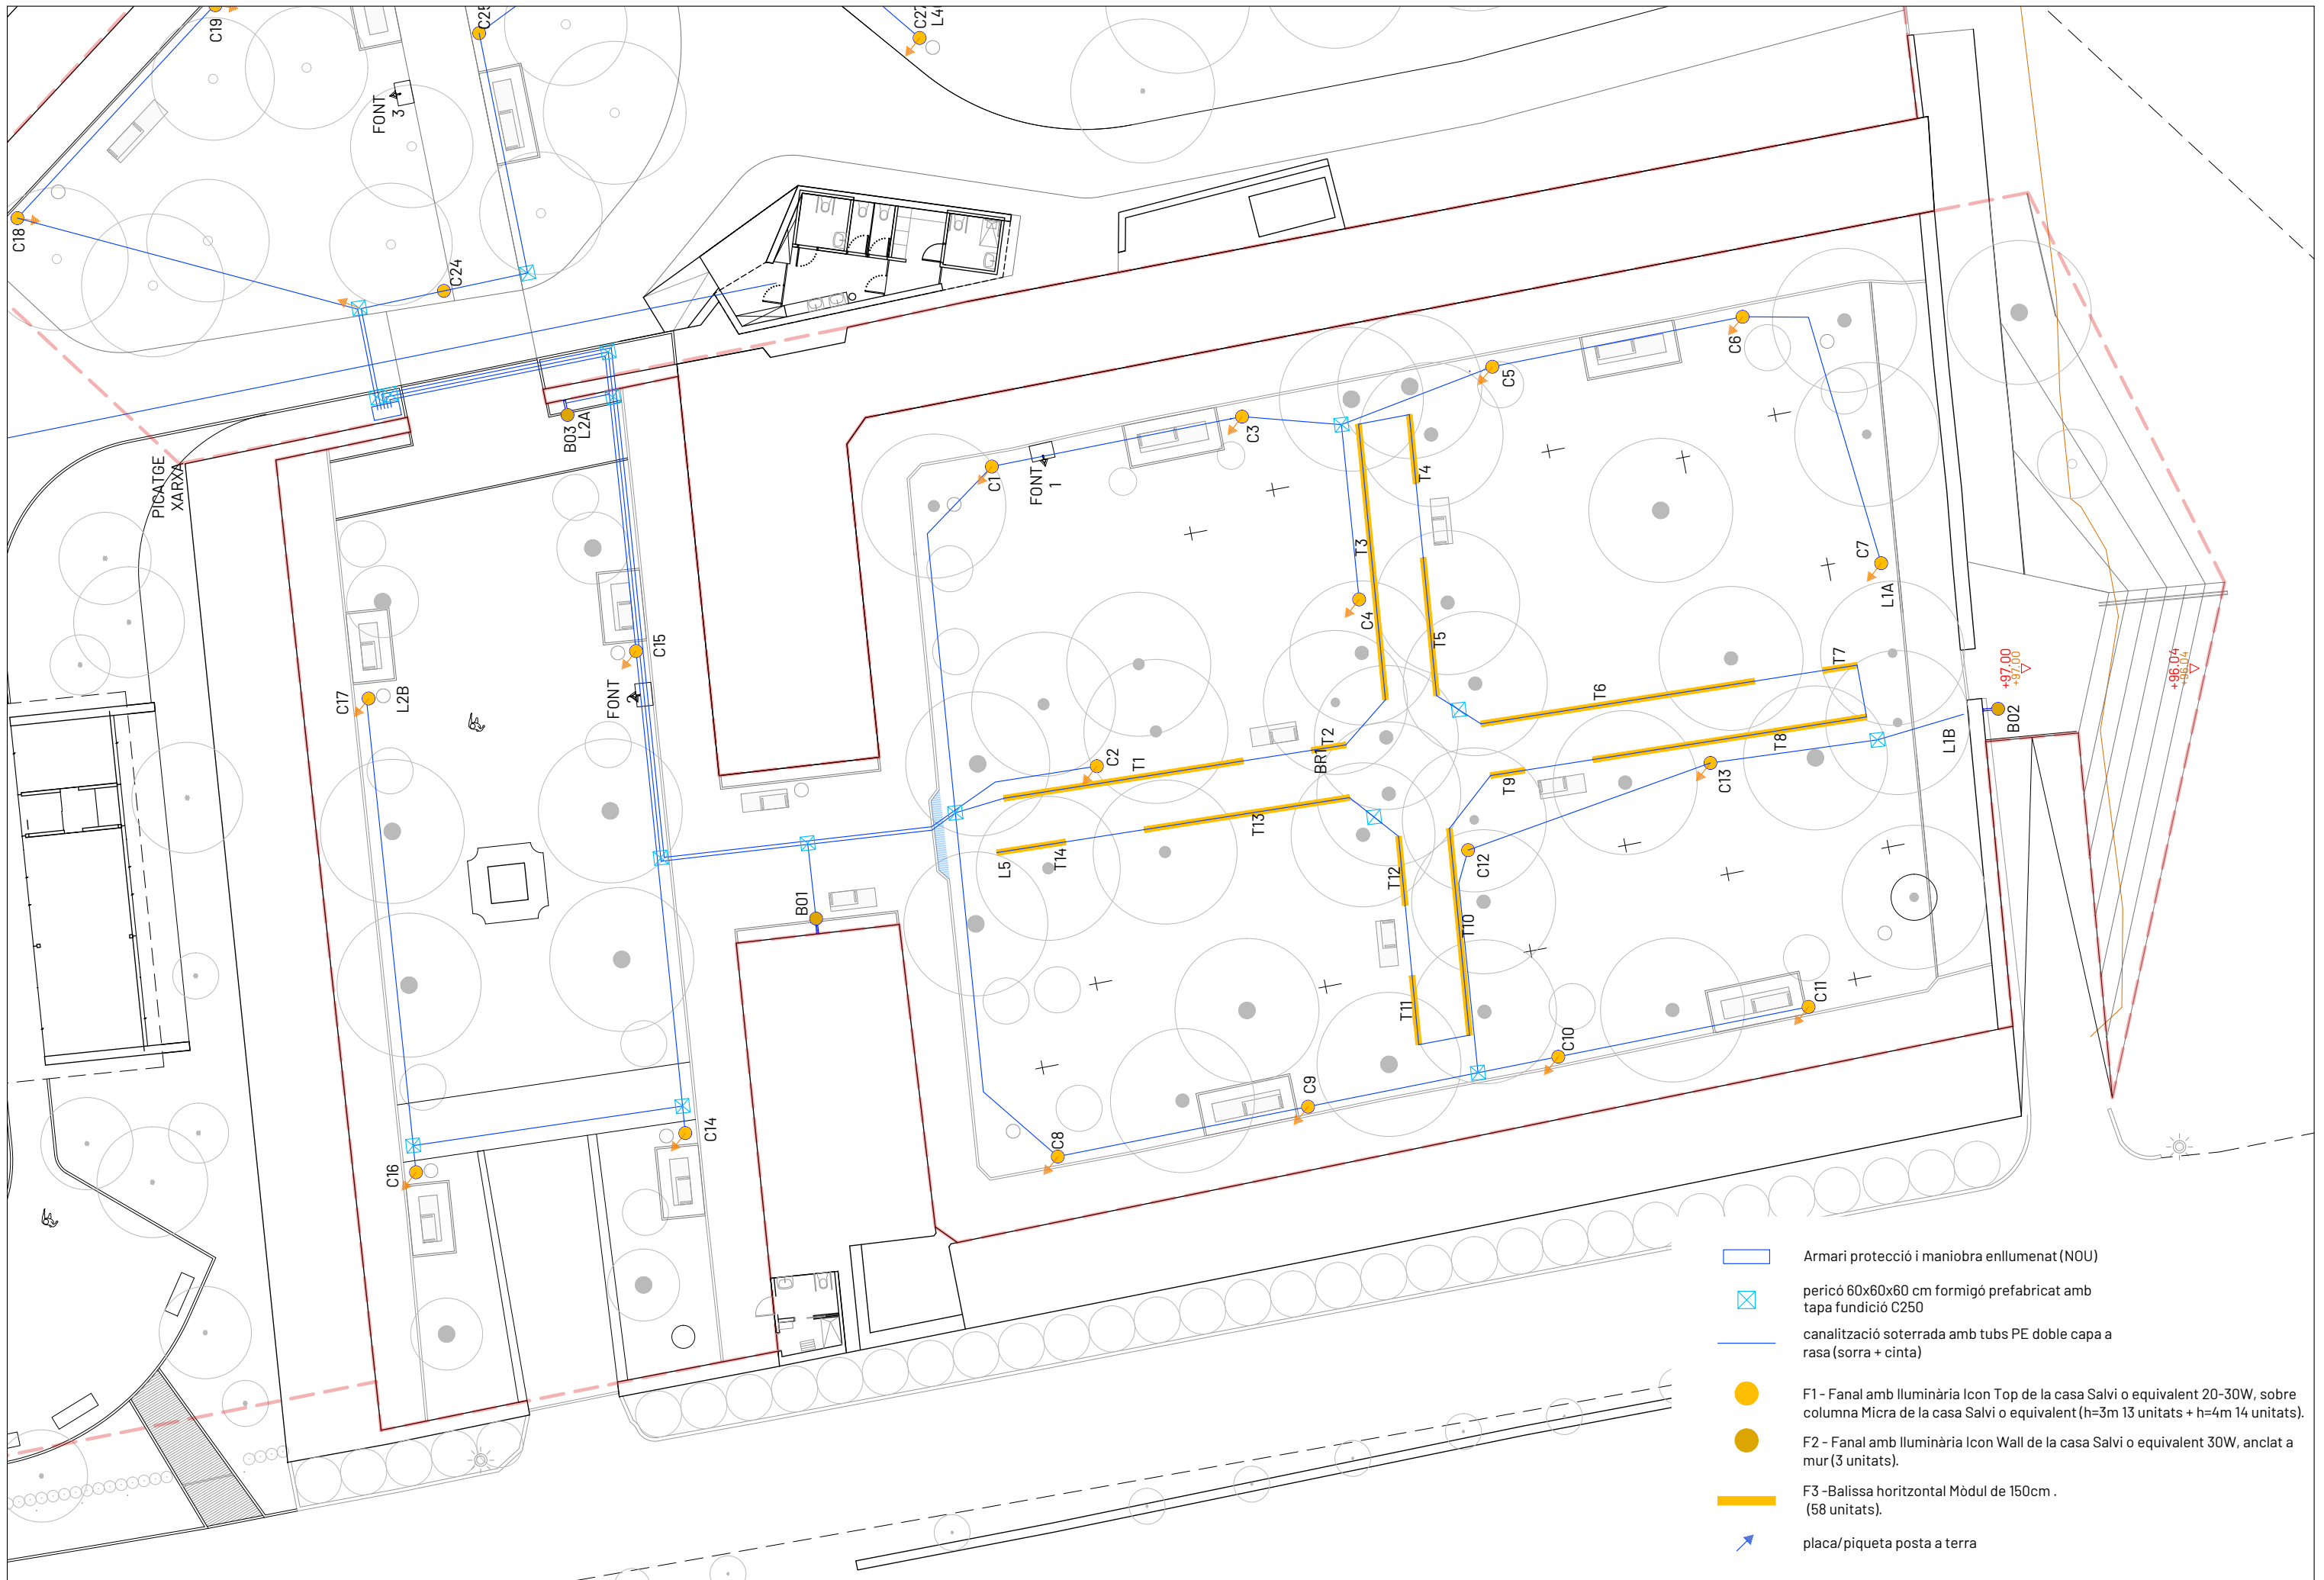 C19
C25
C27
L40
FONT
3
C18
C24
B03
L2A
PICATGE
XARXA
C1
FONT
1
C3
C5
C6
T4
T3
C4
C7
L1A
C15
FONT
2
C17
L2B
T5
T7
T6
+97.00
+97.00
+96.04
+96.04
B02
L1B
T8
C2
T1
BR1
T2
C13
T9
T13
T14
L5
T12
C12
T10
B01
T11
C11
C10
C9
C8
C14
C16
Armari protecció i maniobra enllumenat (NOU)
pericó 60x60x60 cm formigó prefabricat amb
tapa fundició C250
canalització soterrada amb tubs PE doble capa a
rasa (sorra + cinta)
F1 - Fanal amb lluminària Icon Top de la casa Salvi o equivalent 20-30W, sobre
columna Micra de la casa Salvi o equivalent (h=3m 13 unitats + h=4m 14 unitats).
F2 - Fanal amb lluminària Icon Wall de la casa Salvi o equivalent 30W, anclat a
mur (3 unitats).
F3 -Balissa horitzontal Mòdul de 150cm .
(58 unitats).
placa/piqueta posta a terra